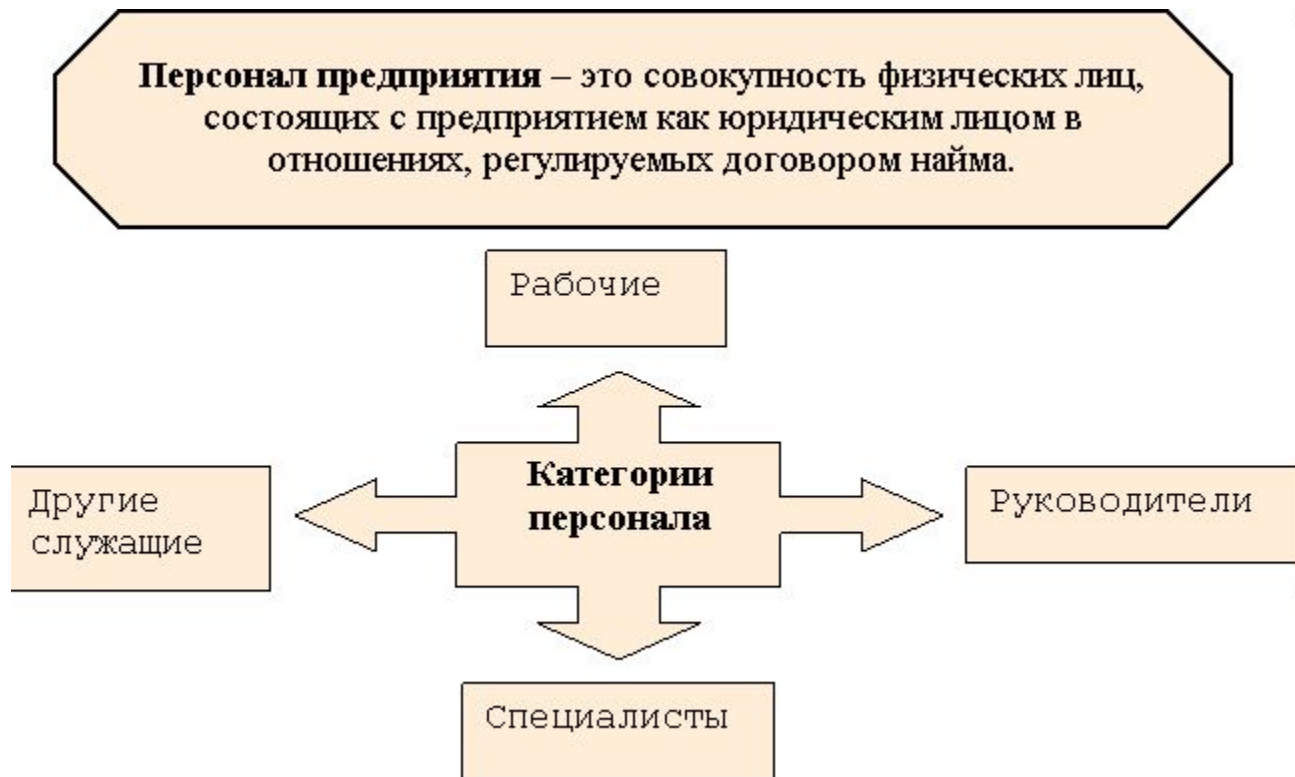 Персонал предприятия – это совокупность физических лиц,
состоящих с предприятием как юридическим лицом в
отношениях, регулируемых договором найма.
Рабочие
Категории
персонала
Другие
служащие
Руководители
Специалисты